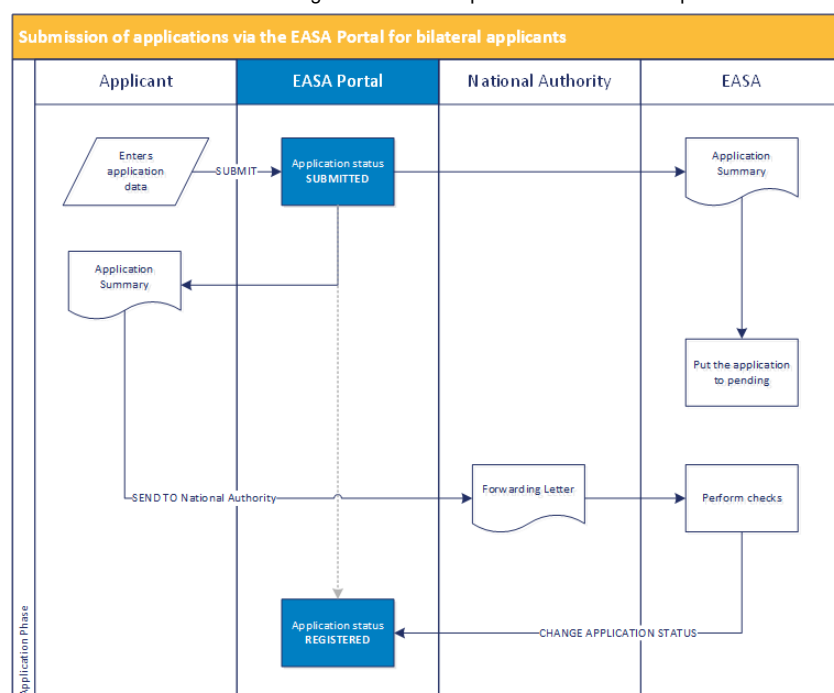 Submission of applications via the EASA Portal for bilateral applicants
Applicant
EASA Portal
National Authority
EASA
Enters
application
data
SUBMIT
Application status
SUBMITTED
Application
Summary
Application
Summary
Put the application
to pending
SEND TO National Authority
Forwarding Letter
Perform checks
Application status
REGISTERED
CHANGE APPLICATION STATUS
Application Phase